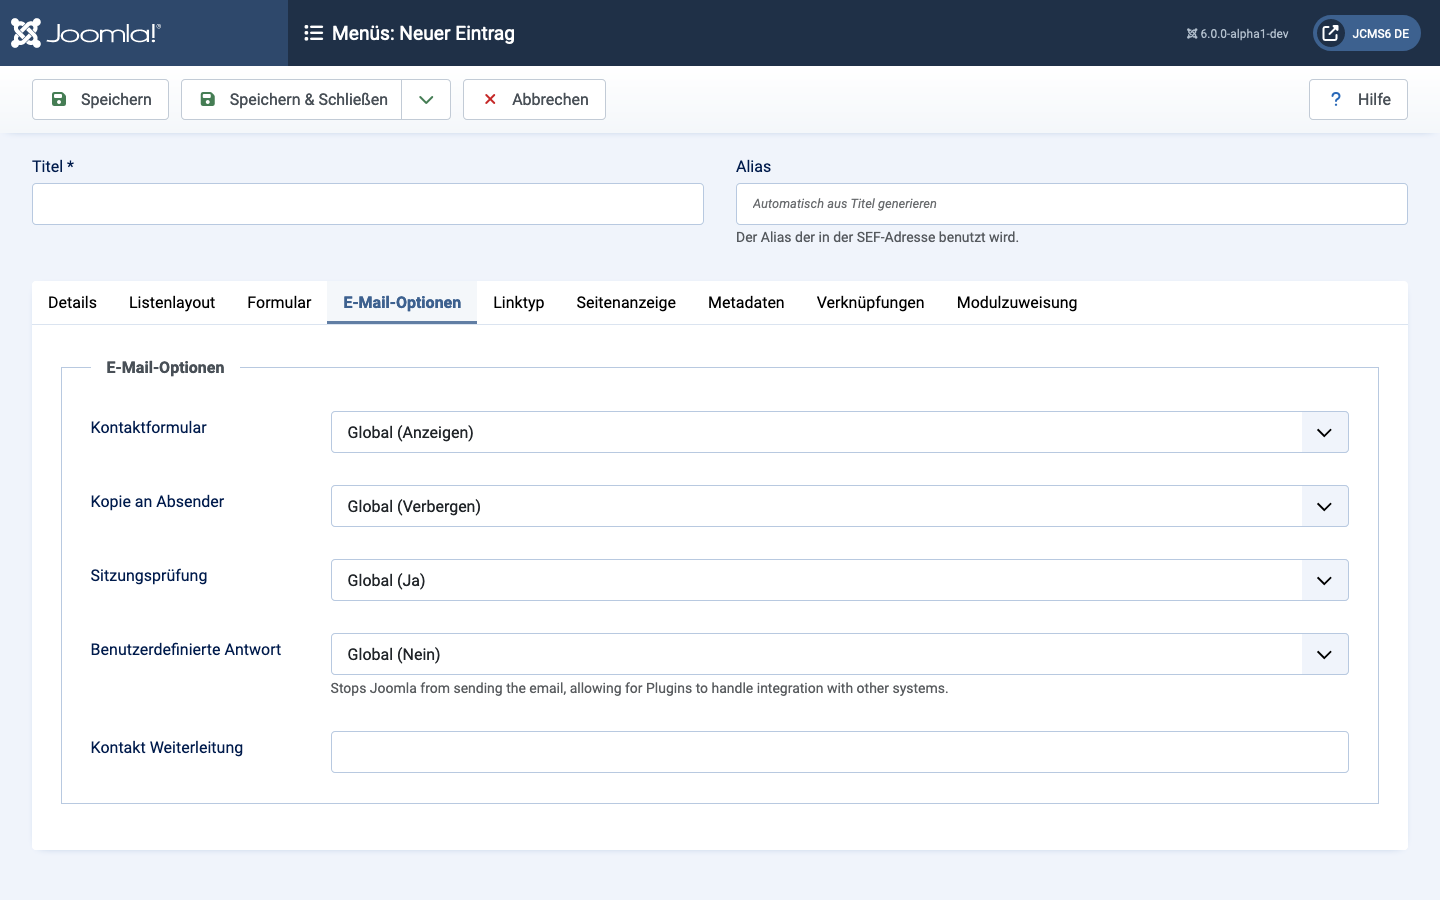 Joomla!®
Menüs: Neuer Eintrag
6.0.0-alpha1-dev
JCMS6 DE
Speichern
Speichern & Schließen
Abbrechen
? Hilfe
Titel *
Alias
Automatisch aus Titel generieren
Der Alias der in der SEF-Adresse benutzt wird.
Details Listenlayout Formular E-Mail-Optionen Linktyp Seitenanzeige Metadaten Verknüpfungen Modulzuweisung
E-Mail-Optionen
Kontaktformular
Global (Anzeigen)
Kopie an Absender
Global (Verbergen)
Sitzungsprüfung
Global (Ja)
Benutzerdefinierte Antwort
Global (Nein)
Stops Joomla from sending the email, allowing for Plugins to handle integration with other systems.
Kontakt Weiterleitung